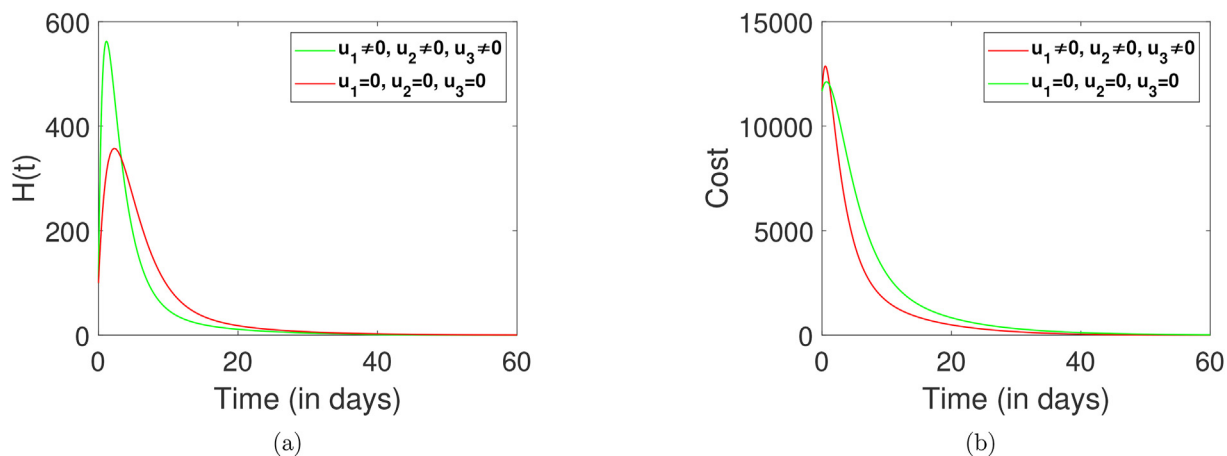 600
400
200
0
H(t)
u1≠0, u2≠0, u3≠0
u1=0, u2=0, u3=0
0 20 40 60
Time (in days)
(a)
15000
10000
5000
0
Cost
u1≠0, u2≠0, u3≠0
u1=0, u2=0, u3=0
0 20 40 60
Time (in days)
(b)